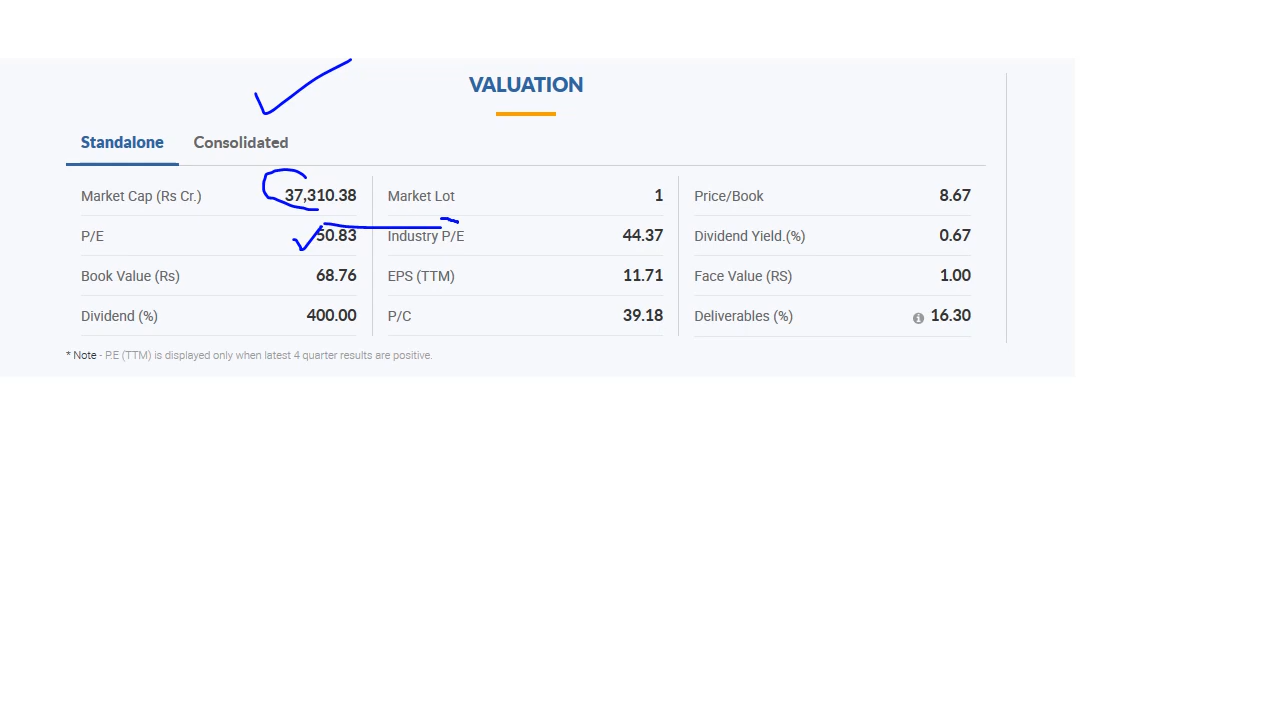 VALUATION
Standalone Consolidated
Market Cap (Rs Cr.) 37,310.38 Market Lot 1 Price/Book 8.67
P/E 50.83 Industry P/E 44.37 Dividend Yield.(%) 0.67
Book Value (Rs) 68.76 EPS (TTM) 11.71 Face Value (RS) 1.00
Dividend (%) 400.00 P/C 39.18 Deliverables (%) 16.30
* Note - P.E (TTM) is displayed only when latest 4 quarter results are positive.